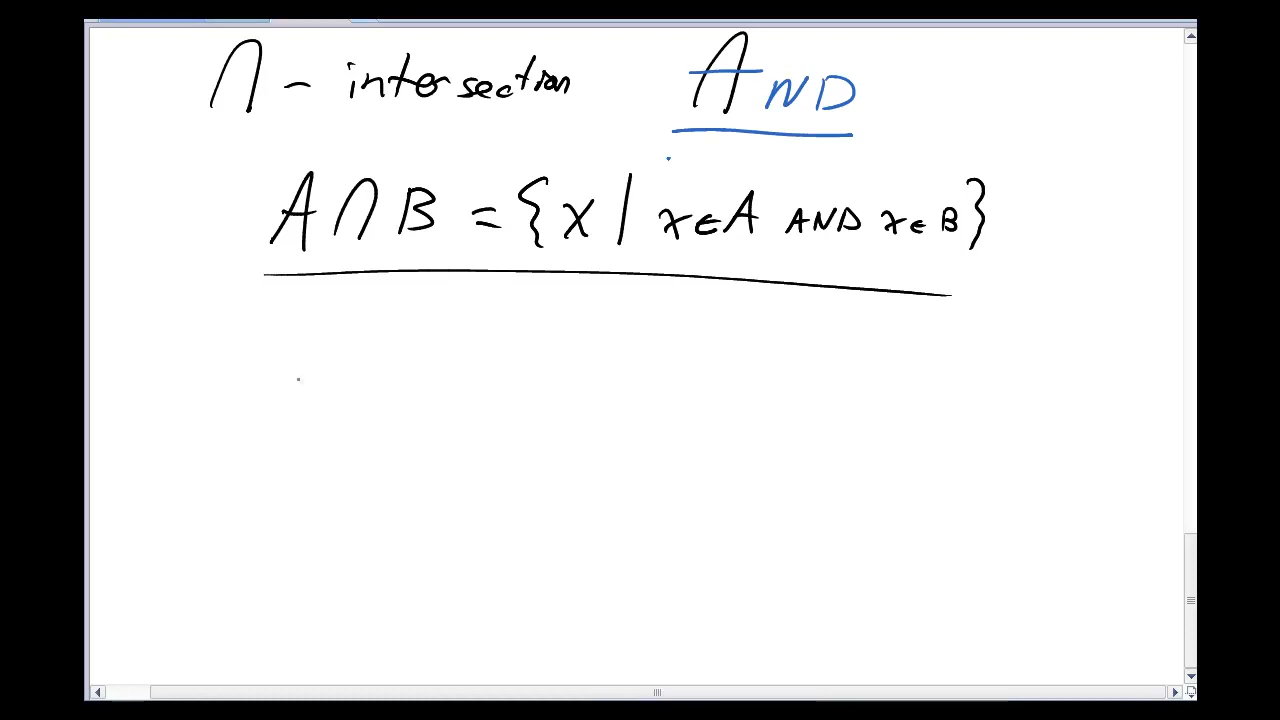 ∩ - intersection AND
A ∩ B = {x | x ∈ A AND x ∈ B}